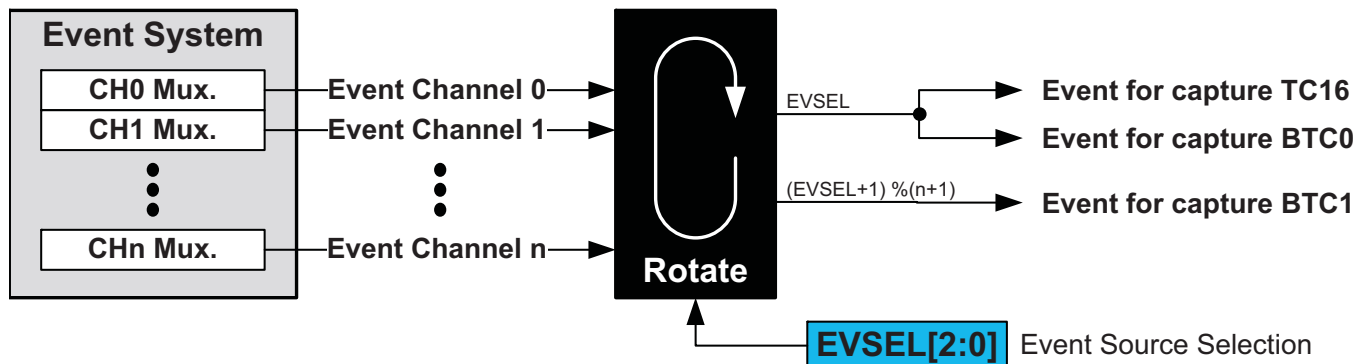 Event System
CH0 Mux.
Event Channel 0
CH1 Mux.
Event Channel 1
CHn Mux.
Event Channel n
Rotate
EVSEL
(EVSEL+1) %(n+1)
Event for capture TC16
Event for capture BTC0
Event for capture BTC1
EVSEL[2:0] Event Source Selection